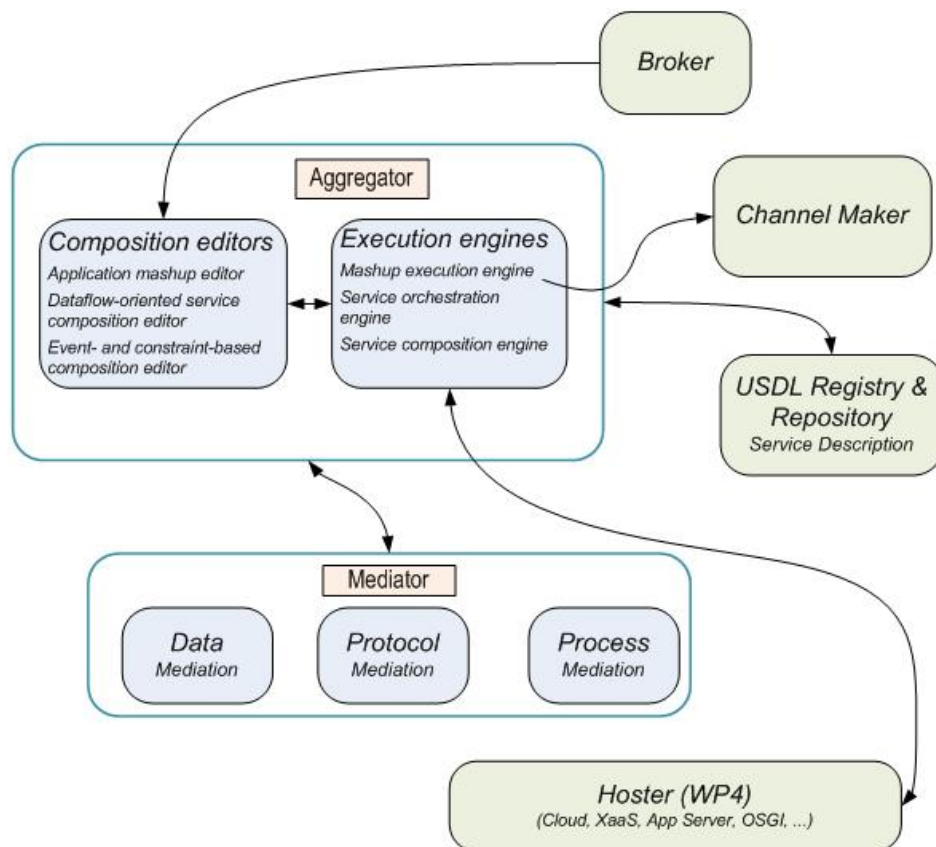 Broker
Aggregator
Channel Maker
Composition editors
Application mashup editor
Dataflow-oriented service
composition editor
Event- and constraint-based
composition editor
Execution engines
Mashup execution engine
Service orchestration
engine
Service composition engine
USDL Registry &
Repository
Service Description
Mediator
Data
Mediation
Protocol
Mediation
Process
Mediation
Hoster (WP4)
(Cloud, XaaS, App Server, OSGI, ...)